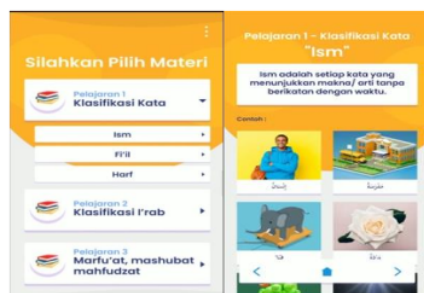 Silahkan Pilih Materi
Pelajaran 1
Klasifikasi Kata
Ism
Fi'il
Harf
Pelajaran 2
Klasifikasi I'rab
Pelajaran 3
Marfu'at, mashubat
mahfudzat
Pelajaran 1 - Klasifikasi Kata
"Ism"
Ism adalah setiap kata yang
menunjukkan makna/ arti tanpa
berikatan dengan waktu.
Contoh :